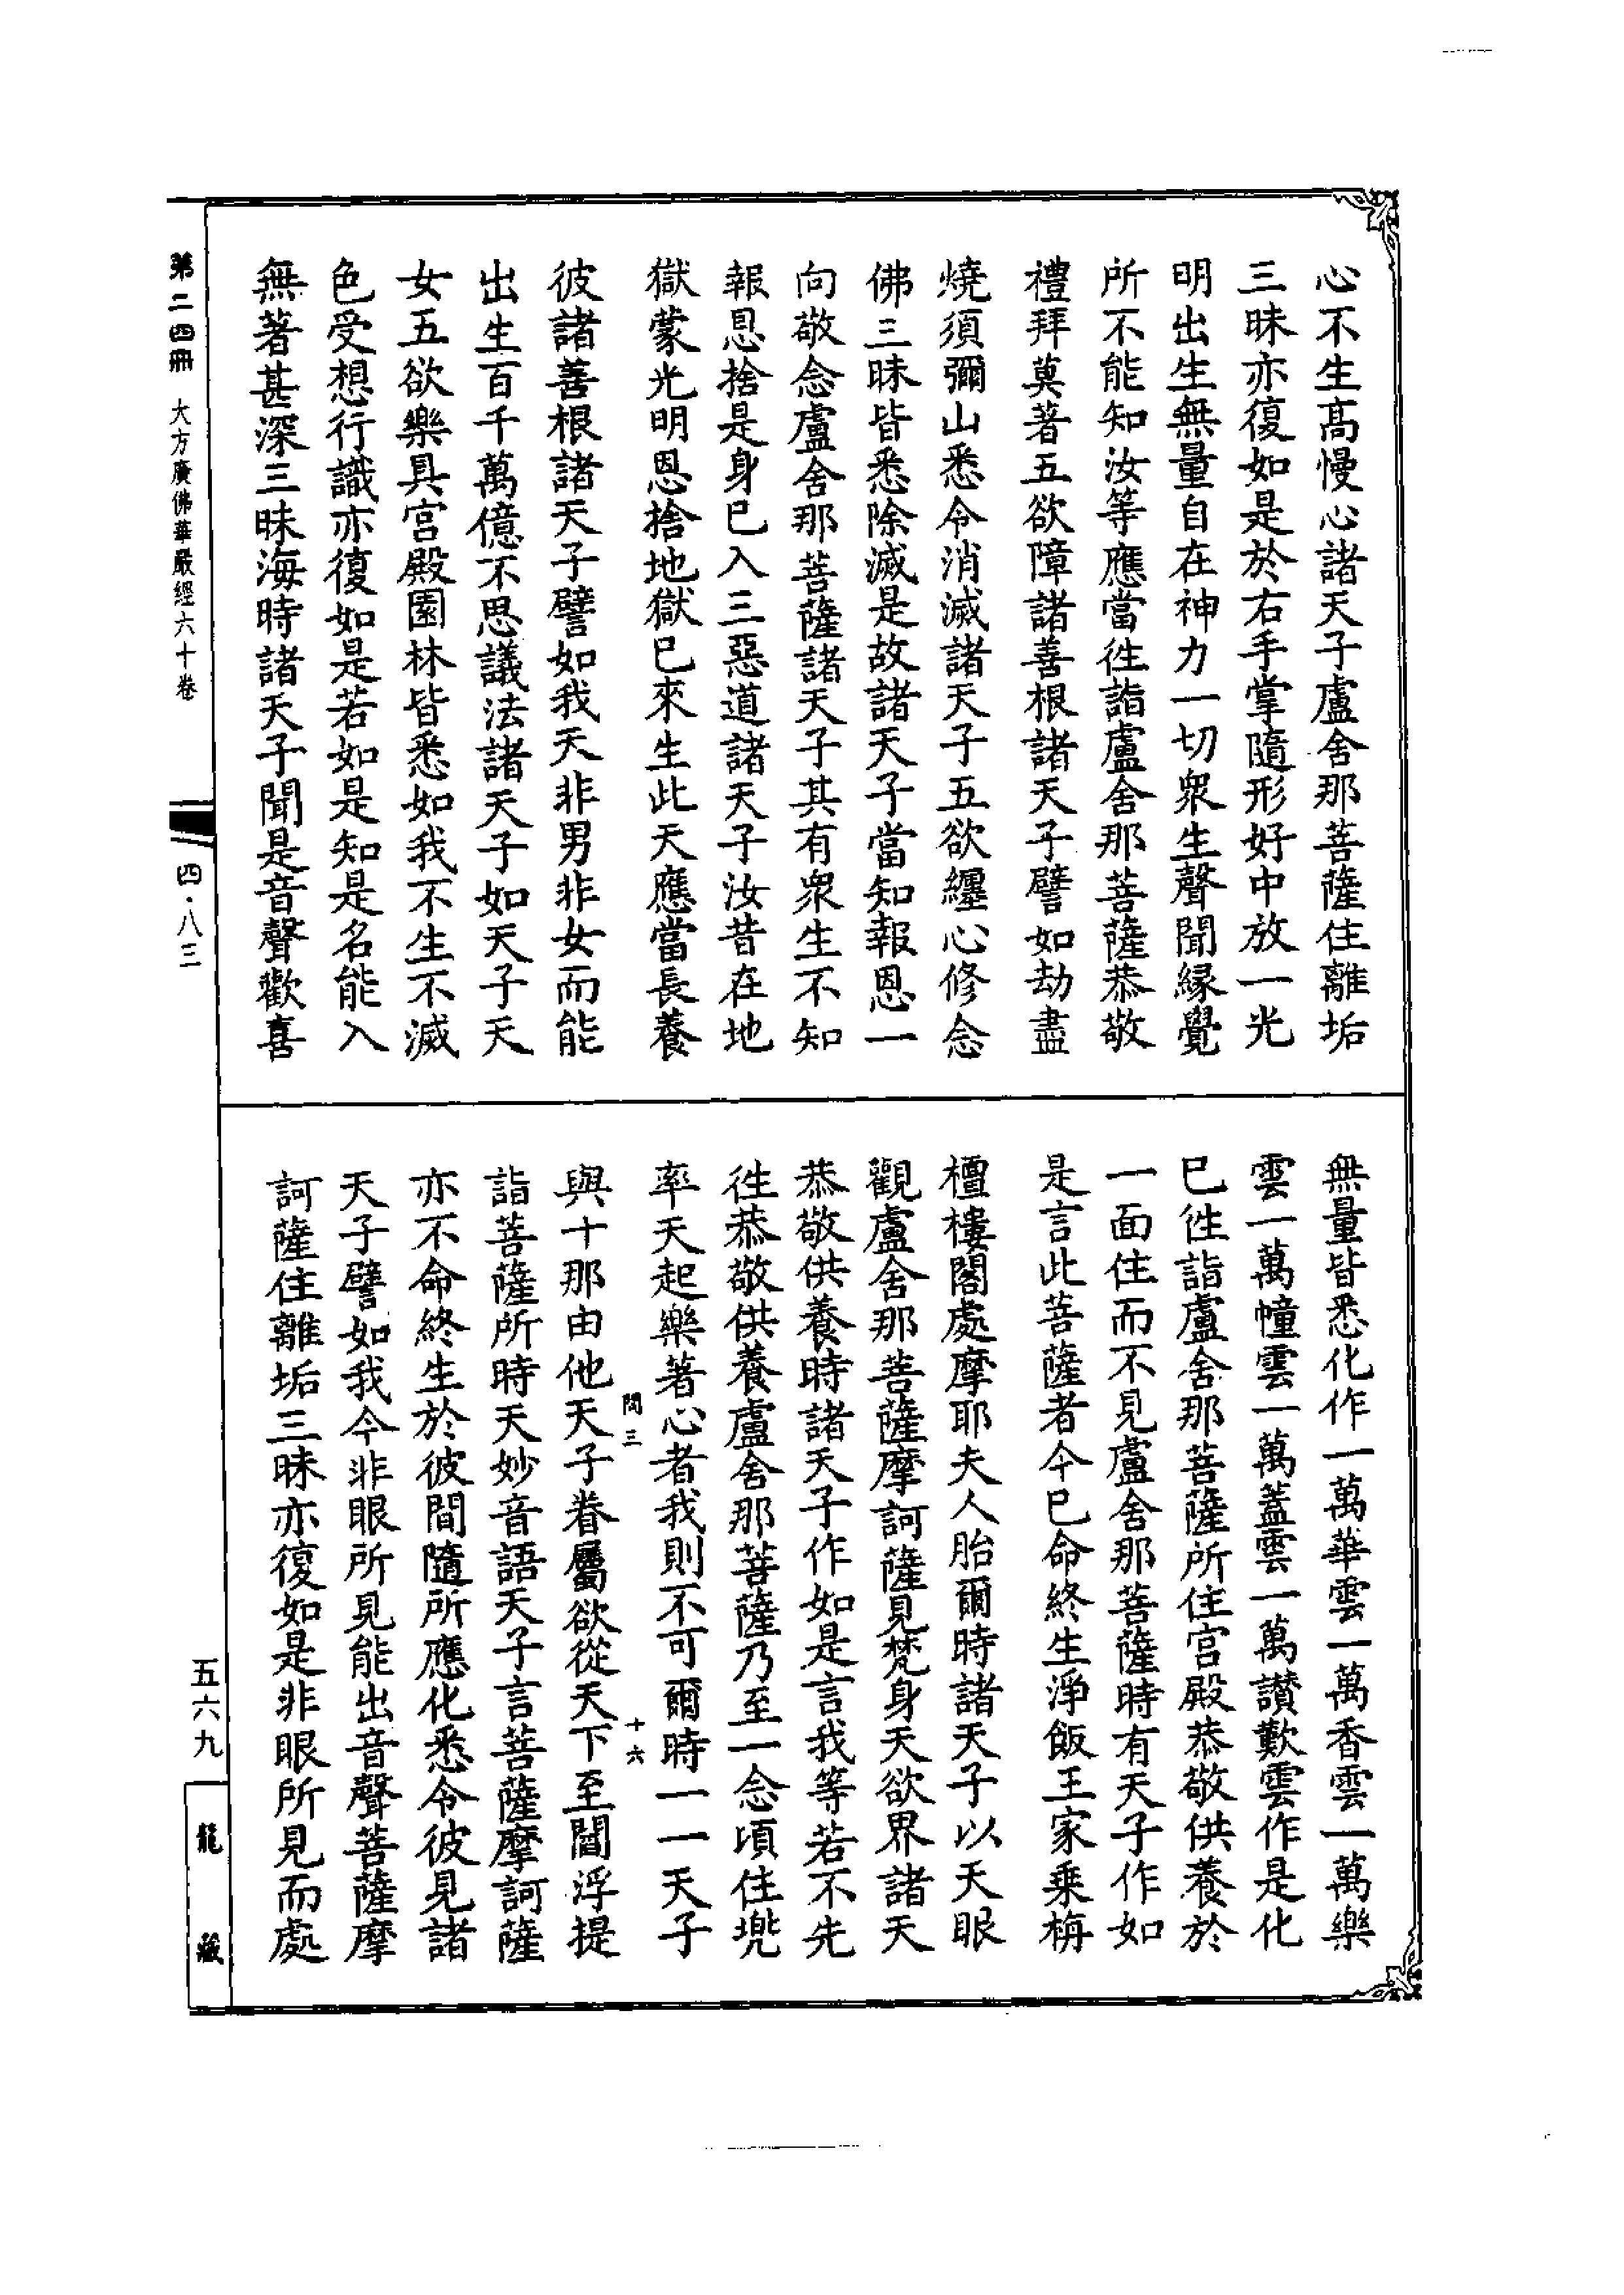 心不生高慢心諸天子盧舍那菩薩住離垢
三昧亦復如是於右手掌隨形好中放一光
明出生無量自在神力一切衆生聲聞緣覺
所不能知汝等應當徃詣盧舍那菩薩恭敬
禮拜莫著五欲障諸善根諸天子譬如劫盡
燒須彌山悉令消滅諸天子五欲纏心修念
佛三昧皆悉除滅是故諸天子當知報恩一
向敬念盧舍那菩薩諸天子其有衆生不知
報恩捨是身已入三惡道諸天子汝昔在地
獄蒙光明恩捨地獄已來生此天應當長養
彼諸善根諸天子譬如我天非男非女而能
出生百千萬億不思議法諸天子如天子天
女五欲樂具宮殿園林皆悉如我不生不滅
色受想行識亦復如是若如是知是名能入
無著甚深三昧海時諸天子聞是音聲歡喜
無量皆悉化作一萬華雲一萬香雲一萬樂
雲一萬幢雲一萬蓋雲一萬讃歎雲作是化
已徃詣盧舍那菩薩所住宮殿恭敬供養於
一面住而不見盧舍那菩薩時有天子作如
是言此菩薩者今已命終生淨飯王家乗栴
檀樓閣處摩耶夫人胎爾時諸天子以天眼
觀盧舍那菩薩摩訶薩見梵身天欲界諸天
恭敬供養時諸天子作如是言我等若不先
徃恭敬供養盧舍那菩薩乃至一念頃住兜
率天起樂著心者我則不可爾時一一天子
問三 十六
與十那由他天子眷屬欲從天下至閻浮提
詣菩薩所時天妙音語天子言菩薩摩訶薩
亦不命終生於彼間隨所應化悉令彼見諸
天子譬如我今非眼所見能出音聲菩薩摩
訶薩住離垢三昧亦復如是非眼所見而處
第二四冊 大方廣佛華嚴經六十卷 四·八三
五六九 龍藏